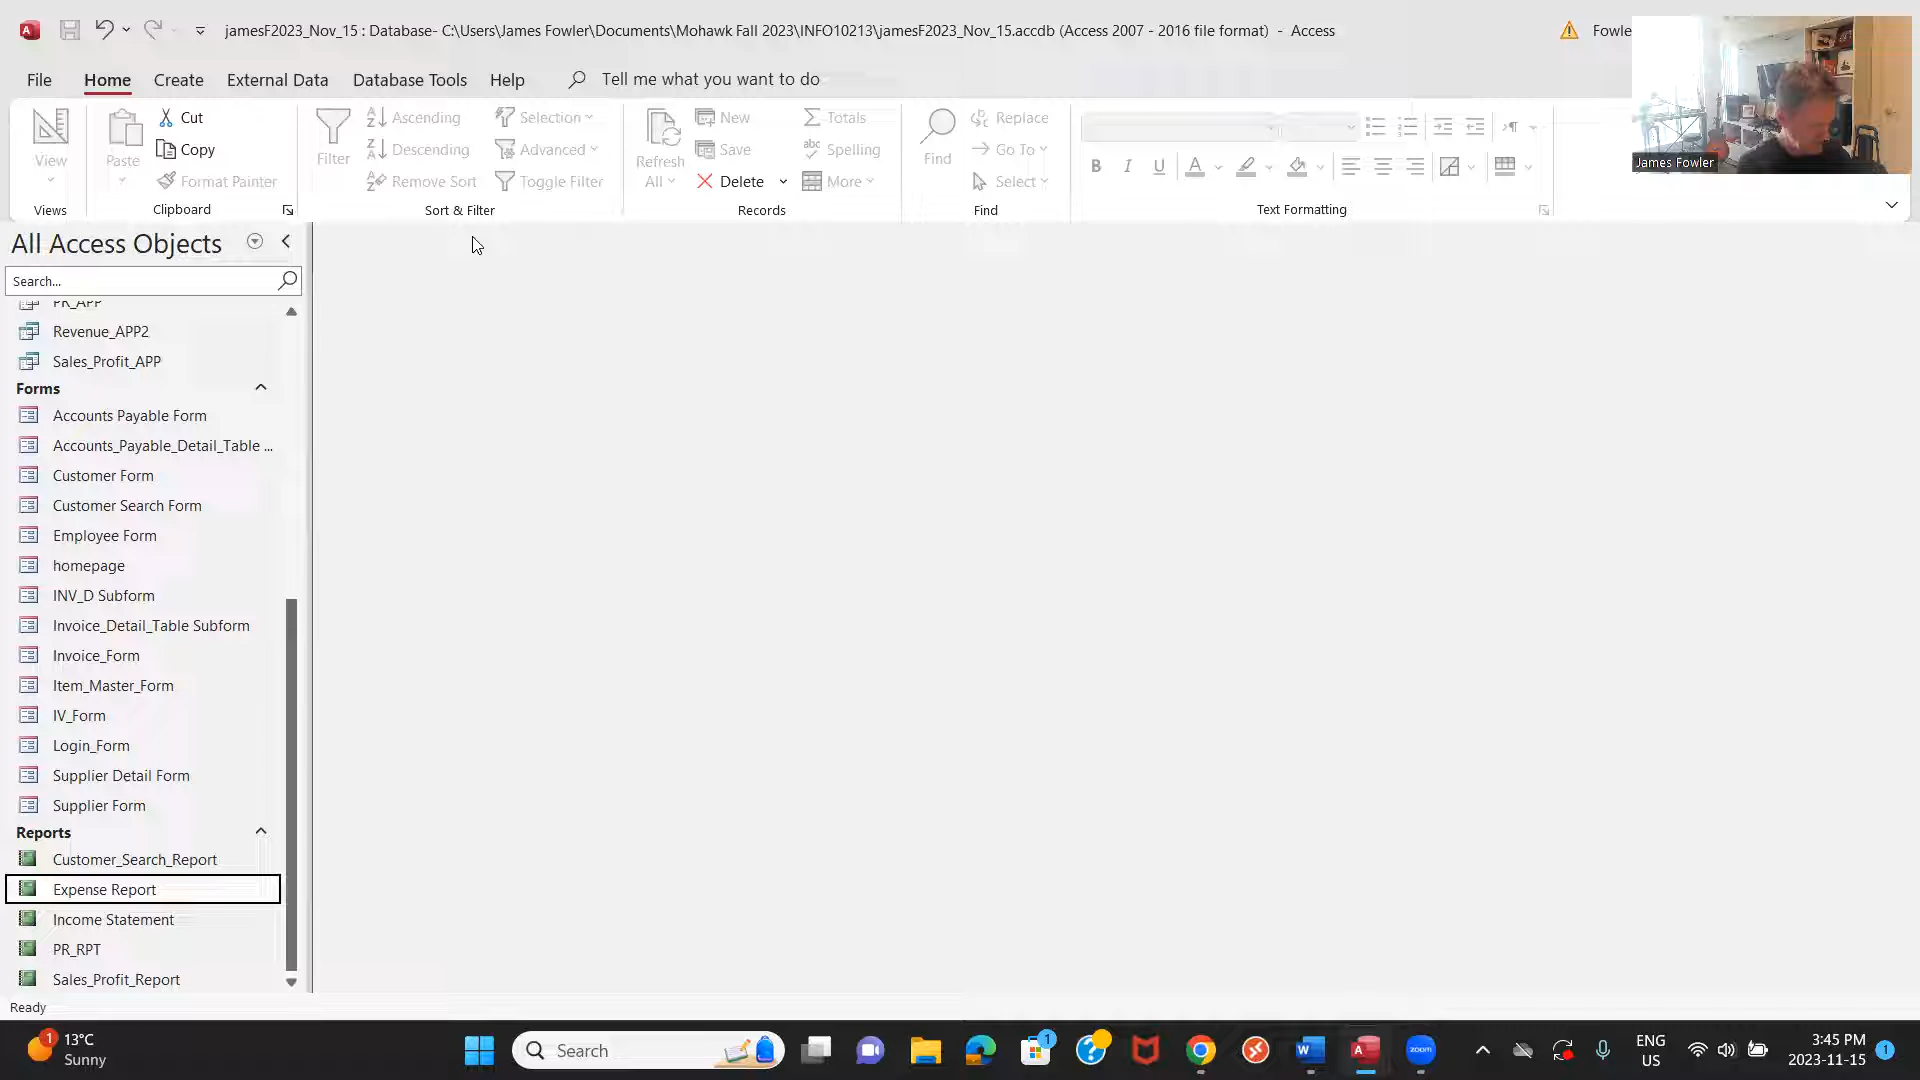 jamesF2023_Nov_15 : Database- C:\Users\James Fowler\Documents\Mohawk Fall 2023\INFO10213\jamesF2023_Nov_15.accdb (Access 2007 - 2016 file format) - Access
File Home Create External Data Database Tools Help Tell me what you want to do
James Fowler
View
Views
Paste
Cut
Copy
Format Painter
Clipboard
Filter
Ascending
Descending
Remove Sort
Selection
Advanced
Toggle Filter
Sort & Filter
Refresh
All
New
Save
Delete
Totals
Spelling
More
Records
Find
Replace
Go To
Select
Find
B I U A
Text Formatting
All Access Objects
Search...
PR_APP
Revenue_APP2
Sales_Profit_APP
Forms
Accounts Payable Form
Accounts_Payable_Detail_Table ...
Customer Form
Customer Search Form
Employee Form
homepage
INV_D Subform
Invoice_Detail_Table Subform
Invoice_Form
Item_Master_Form
IV_Form
Login_Form
Supplier Detail Form
Supplier Form
Reports
Customer_Search_Report
Expense Report
Income Statement
PR_RPT
Sales_Profit_Report
Ready
1
13°C
Sunny
Search
1
zoom
ENG
US
3:45 PM
2023-11-15
1